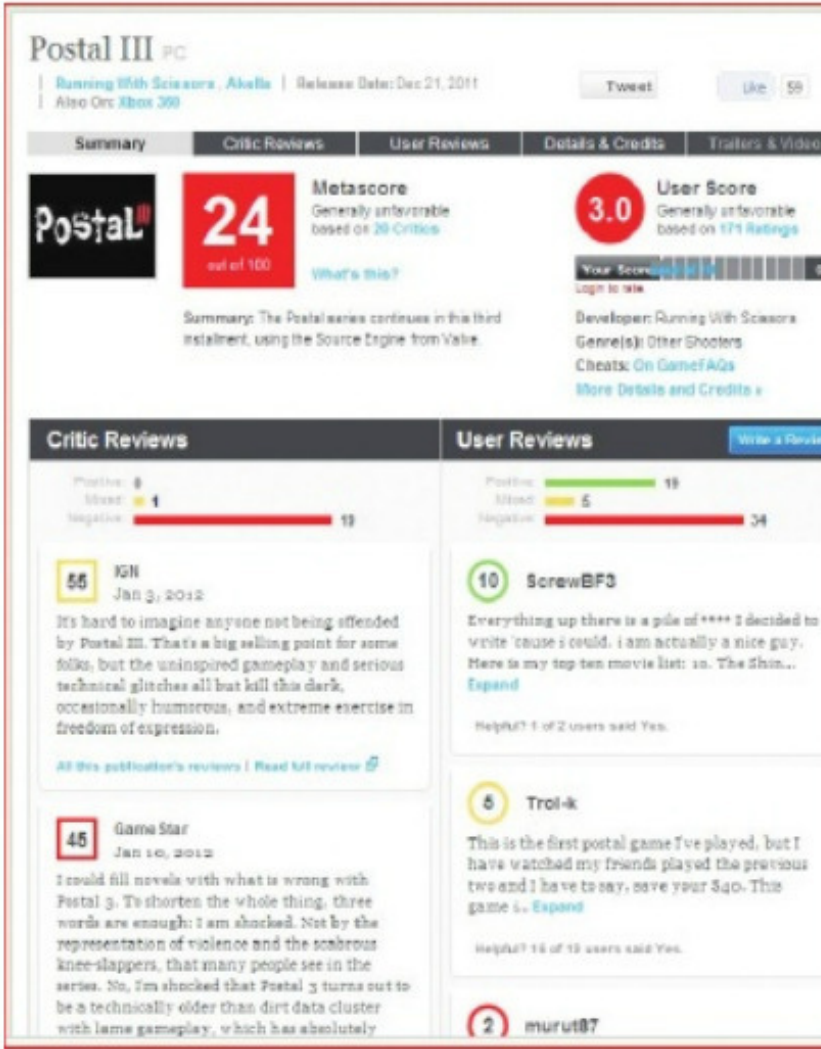 Postal III PC
Running With Scissors, Akella | Release Date: Dec 21, 2011
Also On: Xbox 360
Tweet
Like 59
Summary
Critic Reviews
User Reviews
Details & Credits
Trailers & Video
PoStaL III
24
out of 100
Metascore
Generally unfavorable
based on 20 Critics
What's this?
Summary: The Postal series continues in this third
installment, using the Source Engine from Valve.
3.0
User Score
Generally unfavorable
based on 171 Ratings
Your Score
Login to rate
Developer: Running With Scissors
Genre(s): Other Shooters
Cheats: On GameFAQs
More Details and Credits »
Critic Reviews
Positive: 0
Mixed: 1
Negative: 19
55
IGN
Jan 3, 2012
It's hard to imagine anyone not being offended
by Postal III. That's a big selling point for some
folks, but the uninspired gameplay and serious
technical glitches all but kill this dark,
occasionally humorous, and extreme exercise in
freedom of expression.
All this publication's reviews | Read full review
45
Game Star
Jan 10, 2012
I could fill novels with what is wrong with
Postal 3. To shorten the whole thing, three
words are enough: I am shocked. Not by the
representation of violence and the scabrous
knee-slappers, that many people see in the
series. No, I'm shocked that Postal 3 turns out to
be a technically older than dirt data cluster
with lame gameplay, which has absolutely
User Reviews
Write a Revie
Positive: 19
Mixed: 5
Negative: 34
10
ScrewBF3
Everything up there is a pile of **** I decided to
write 'cause i could. i am actually a nice guy.
Here is my top ten movie list: 10. The Shin...
Expand
Helpful? 1 of 2 users said Yes.
5
Trol-k
This is the first postal game I've played, but I
have watched my friends played the previous
two and I have to say, save your $40. This
game i... Expand
Helpful? of 19 users said Yes.
2
murut87